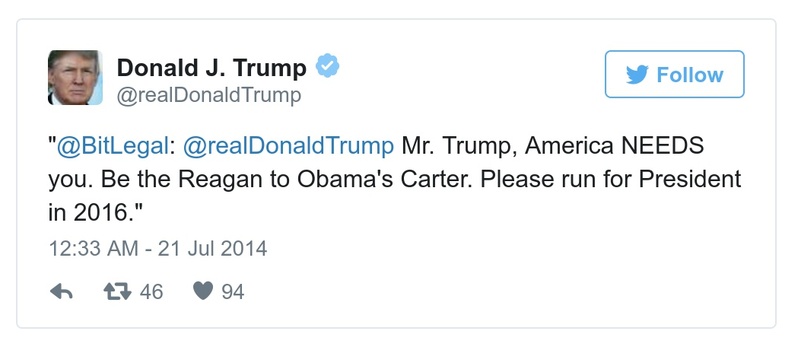 Donald J. Trump
@realDonaldTrump
Follow
"@BitLegal: @realDonaldTrump Mr. Trump, America NEEDS
you. Be the Reagan to Obama's Carter. Please run for President
in 2016."
12:33 AM - 21 Jul 2014
46 94